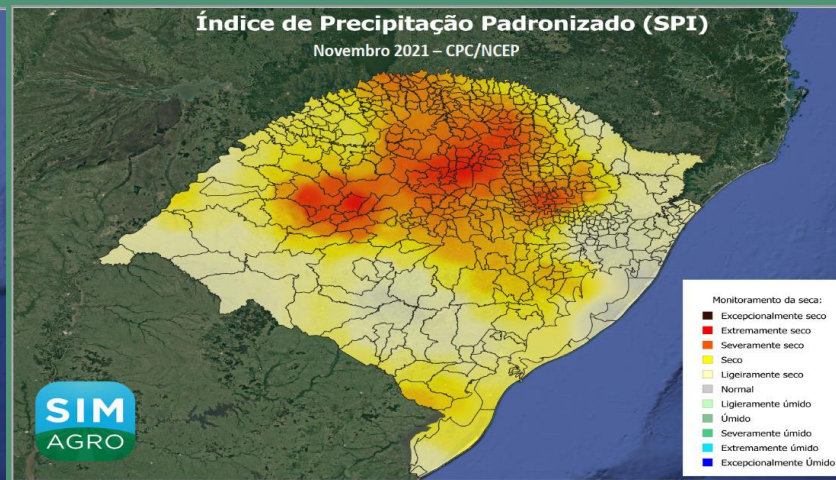 Índice de Precipitação Padronizado (SPI)
Novembro 2021 – CPC/NCEP
Monitoramento da seca:
Excepcionalmente seco
Extremamente seco
Severamente seco
Seco
Ligeiramente seco
Normal
Ligieramente úmido
Úmido
Severamente úmido
Extremamente úmido
Excepcionalmente Úmido
SIM
AGRO